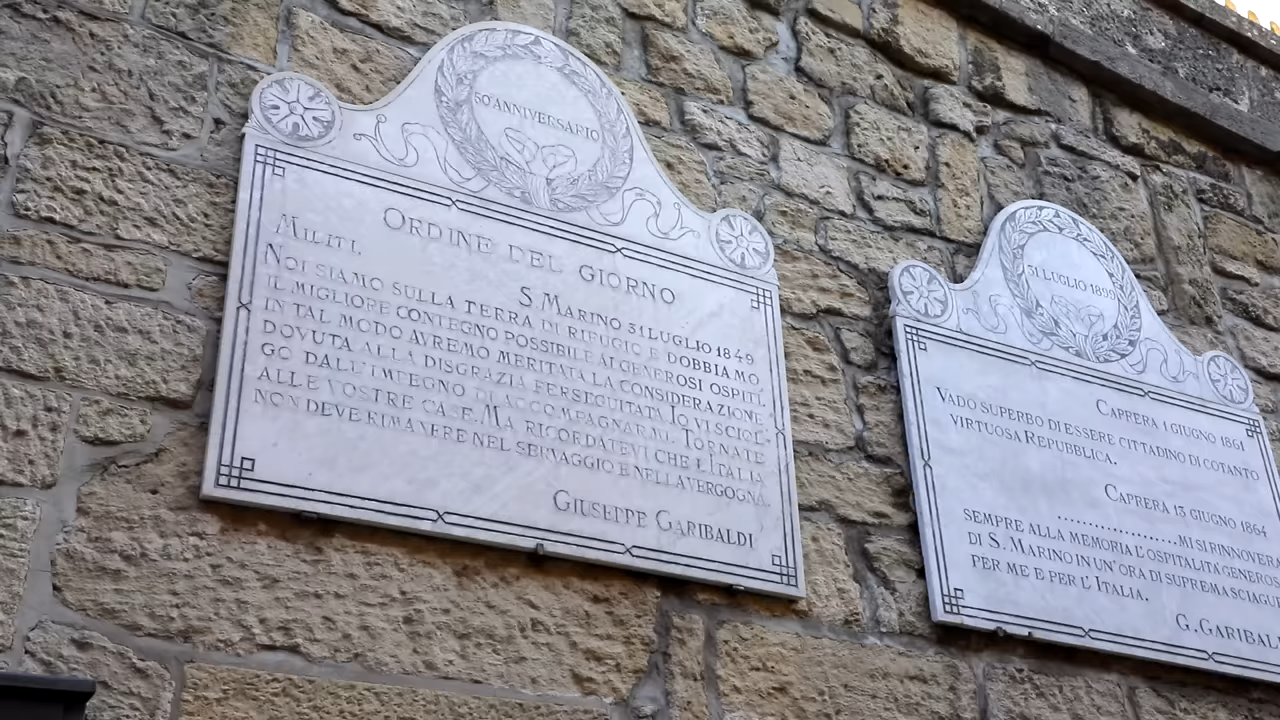 50° ANNIVERSARIO
ORDINE DEL GIORNO
MILITI,
S. MARINO 31 LUGLIO 1849
NOI SIAMO SULLA TERRA DI RIFUGIO E DOBBIAMO
IL MIGLIORE CONTEGNO POSSIBILE AI GENEROSI OSPITI.
IN TAL MODO AVREMO MERITATA LA CONSIDERAZIONE
DOVUTA ALLA DISGRAZIA PERSEGUITATA. IO VI SCIOL-
GO DALL'IMPEGNO DI ACCOMPAGNARMI. TORNATE
ALLE VOSTRE CASE. MA RICORDATEVI CHE L'ITALIA
NON DEVE RIMANERE NEL SERVAGGIO E NELLA VERGOGNA.
GIUSEPPE GARIBALDI
31 LUGLIO 1899
CAPRERA 1 GIUGNO 1861
VADO SUPERBO DI ESSERE CITTADINO DI COTANTO
VIRTUOSA REPUBBLICA.
CAPRERA 13 GIUGNO 1864
....................MI SI RINNOVERA
SEMPRE ALLA MEMORIA L'OSPITALITÀ GENEROS
DI S. MARINO IN UN'ORA DI SUPREMA SCIAGU
PER ME E PER L'ITALIA.
G. GARIBAL